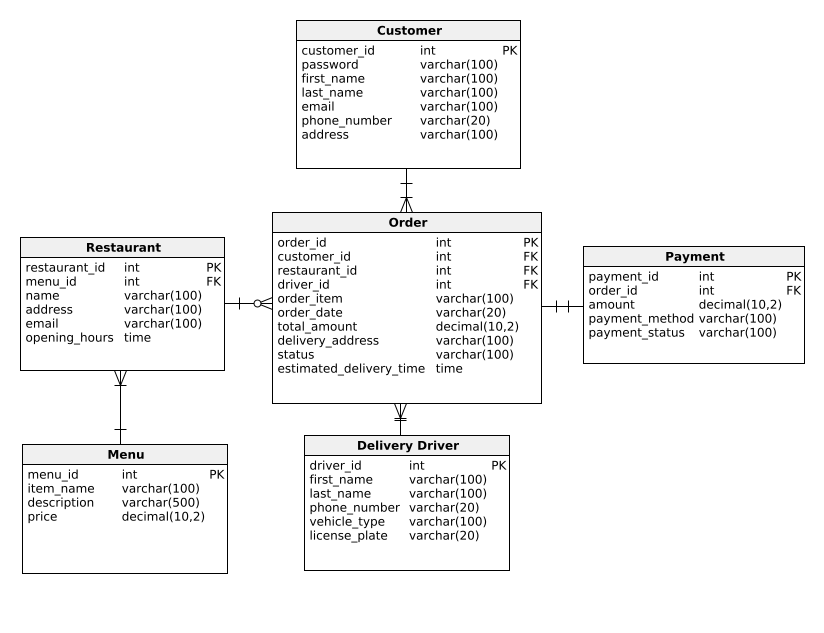 Customer
customer_id int PK
password varchar(100)
first_name varchar(100)
last_name varchar(100)
email varchar(100)
phone_number varchar(20)
address varchar(100)
Order
order_id int PK
customer_id int FK
restaurant_id int FK
driver_id int FK
order_item varchar(100)
order_date varchar(20)
total_amount decimal(10,2)
delivery_address varchar(100)
status varchar(100)
estimated_delivery_time time
Restaurant
restaurant_id int PK
menu_id int FK
name varchar(100)
address varchar(100)
email varchar(100)
opening_hours time
Payment
payment_id int PK
order_id int FK
amount decimal(10,2)
payment_method varchar(100)
payment_status varchar(100)
Menu
menu_id int PK
item_name varchar(100)
description varchar(500)
price decimal(10,2)
Delivery Driver
driver_id int PK
first_name varchar(100)
last_name varchar(100)
phone_number varchar(20)
vehicle_type varchar(100)
license_plate varchar(20)